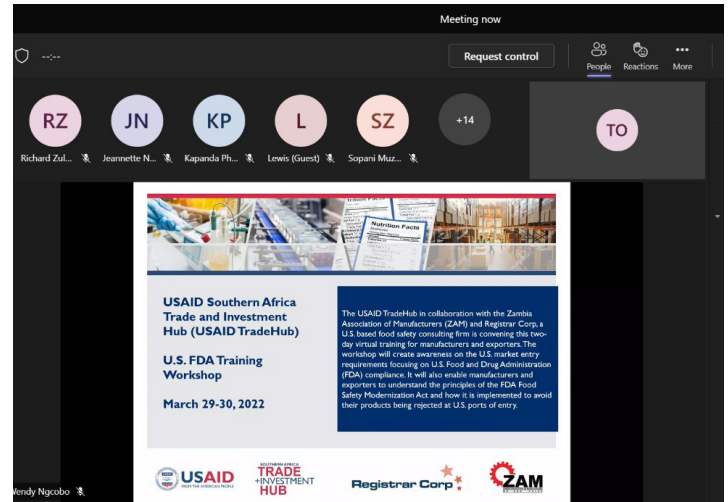 Meeting now
--:--
Request control
People
Reactions
More
RZ
JN
KP
L
SZ
+14
TO
Richard Zul...
Jeannette N...
Kapanda Ph...
Lewis (Guest)
Sopani Muz...
Nutrition Facts
USAID Southern Africa
Trade and Investment
Hub (USAID TradeHub)
U.S. FDA Training
Workshop
March 29-30, 2022
The USAID TradeHub in collaboration with the Zambia
Association of Manufacturers (ZAM) and Registrar Corp, a
U.S. based food safety consulting firm is convening this two-
day virtual training for manufacturers and exporters. The
workshop will create awareness on the U.S. market entry
requirements focusing on U.S. Food and Drug Administration
(FDA) compliance. It will also enable manufacturers and
exporters to understand the principles of the FDA Food
Safety Modernization Act and how it is implemented to avoid
their products being rejected at U.S. ports of entry.
USAID
FROM THE AMERICAN PEOPLE
SOUTHERN AFRICA
TRADE
+INVESTMENT
HUB
Registrar Corp
ZAM
Wendy Ngcobo